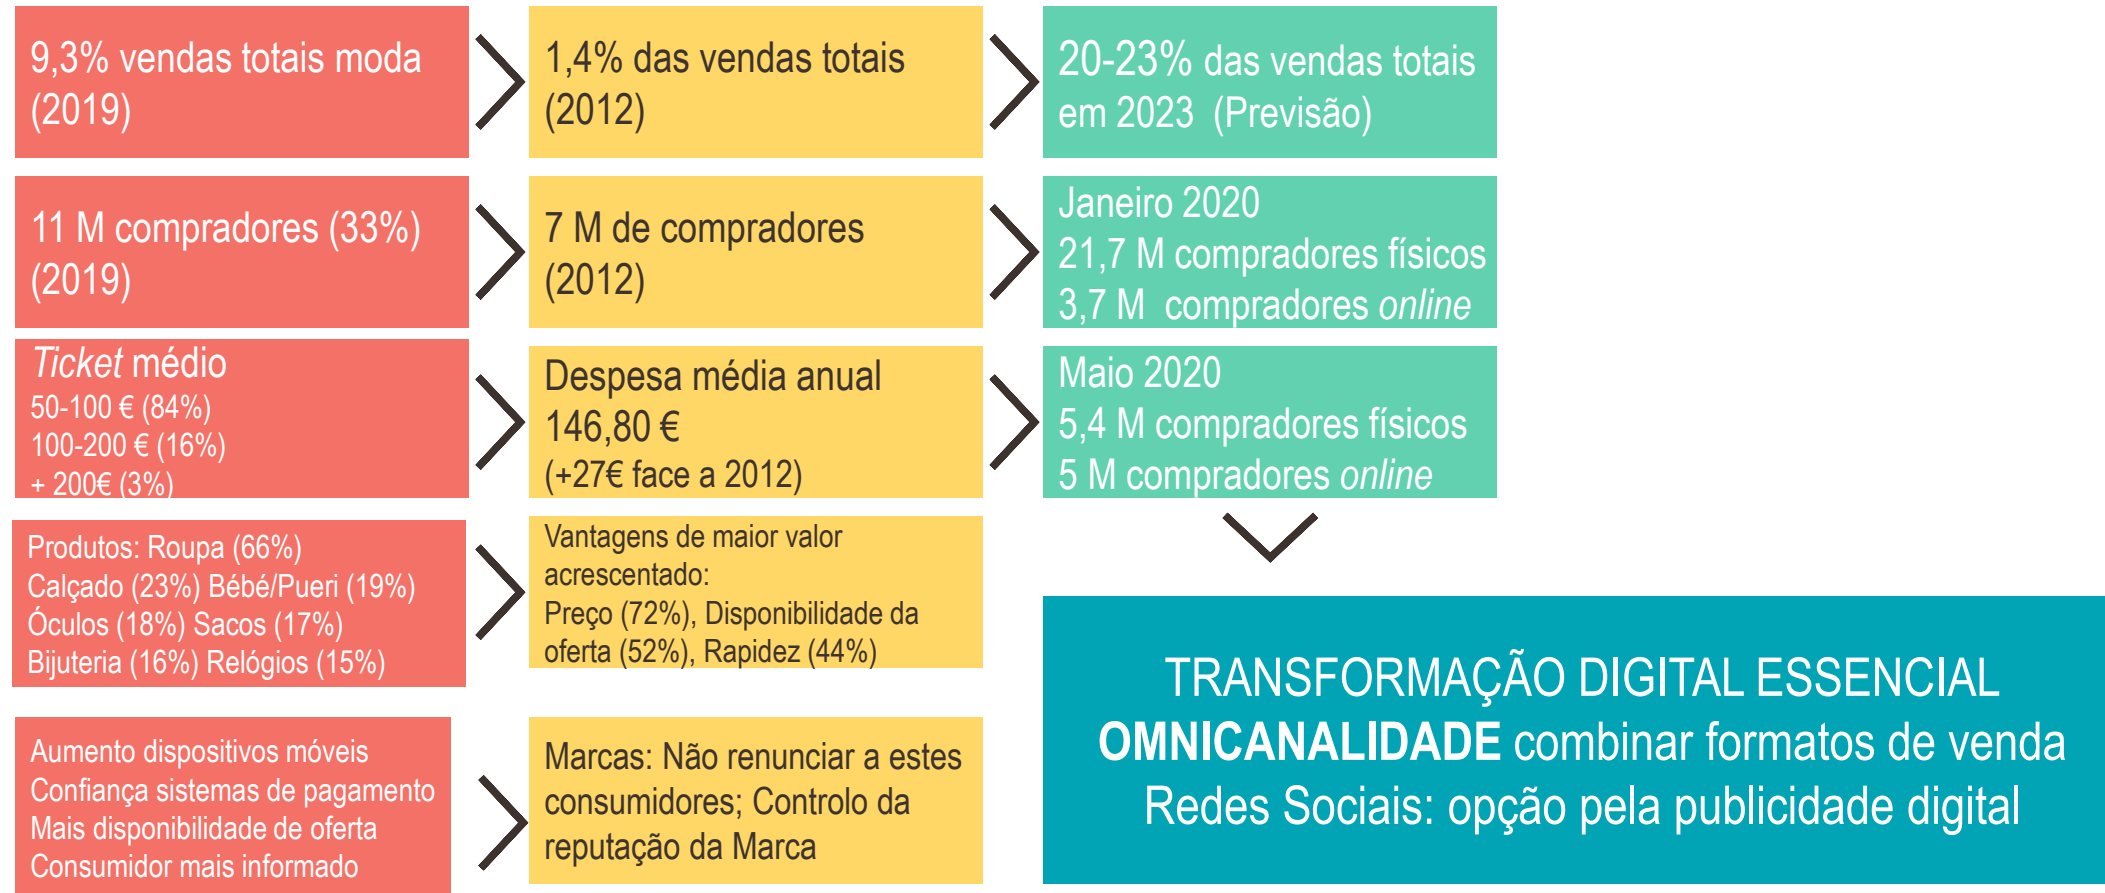 9,3% vendas totais moda
(2019)
1,4% das vendas totais
(2012)
20-23% das vendas totais
em 2023 (Previsão)
11 M compradores (33%)
(2019)
7 M de compradores
(2012)
Janeiro 2020
21,7 M compradores físicos
3,7 M compradores online
Ticket médio
50-100 € (84%)
100-200 € (16%)
+ 200€ (3%)
Despesa média anual
146,80 €
(+27€ face a 2012)
Maio 2020
5,4 M compradores físicos
5 M compradores online
Produtos: Roupa (66%)
Calçado (23%) Bébé/Pueri (19%)
Óculos (18%) Sacos (17%)
Bijuteria (16%) Relógios (15%)
Vantagens de maior valor
acrescentado:
Preço (72%), Disponibilidade da
oferta (52%), Rapidez (44%)
Aumento dispositivos móveis
Confiança sistemas de pagamento
Mais disponibilidade de oferta
Consumidor mais informado
Marcas: Não renunciar a estes
consumidores; Controlo da
reputação da Marca
TRANSFORMAÇÃO DIGITAL ESSENCIAL
OMNICANALIDADE combinar formatos de venda
Redes Sociais: opção pela publicidade digital